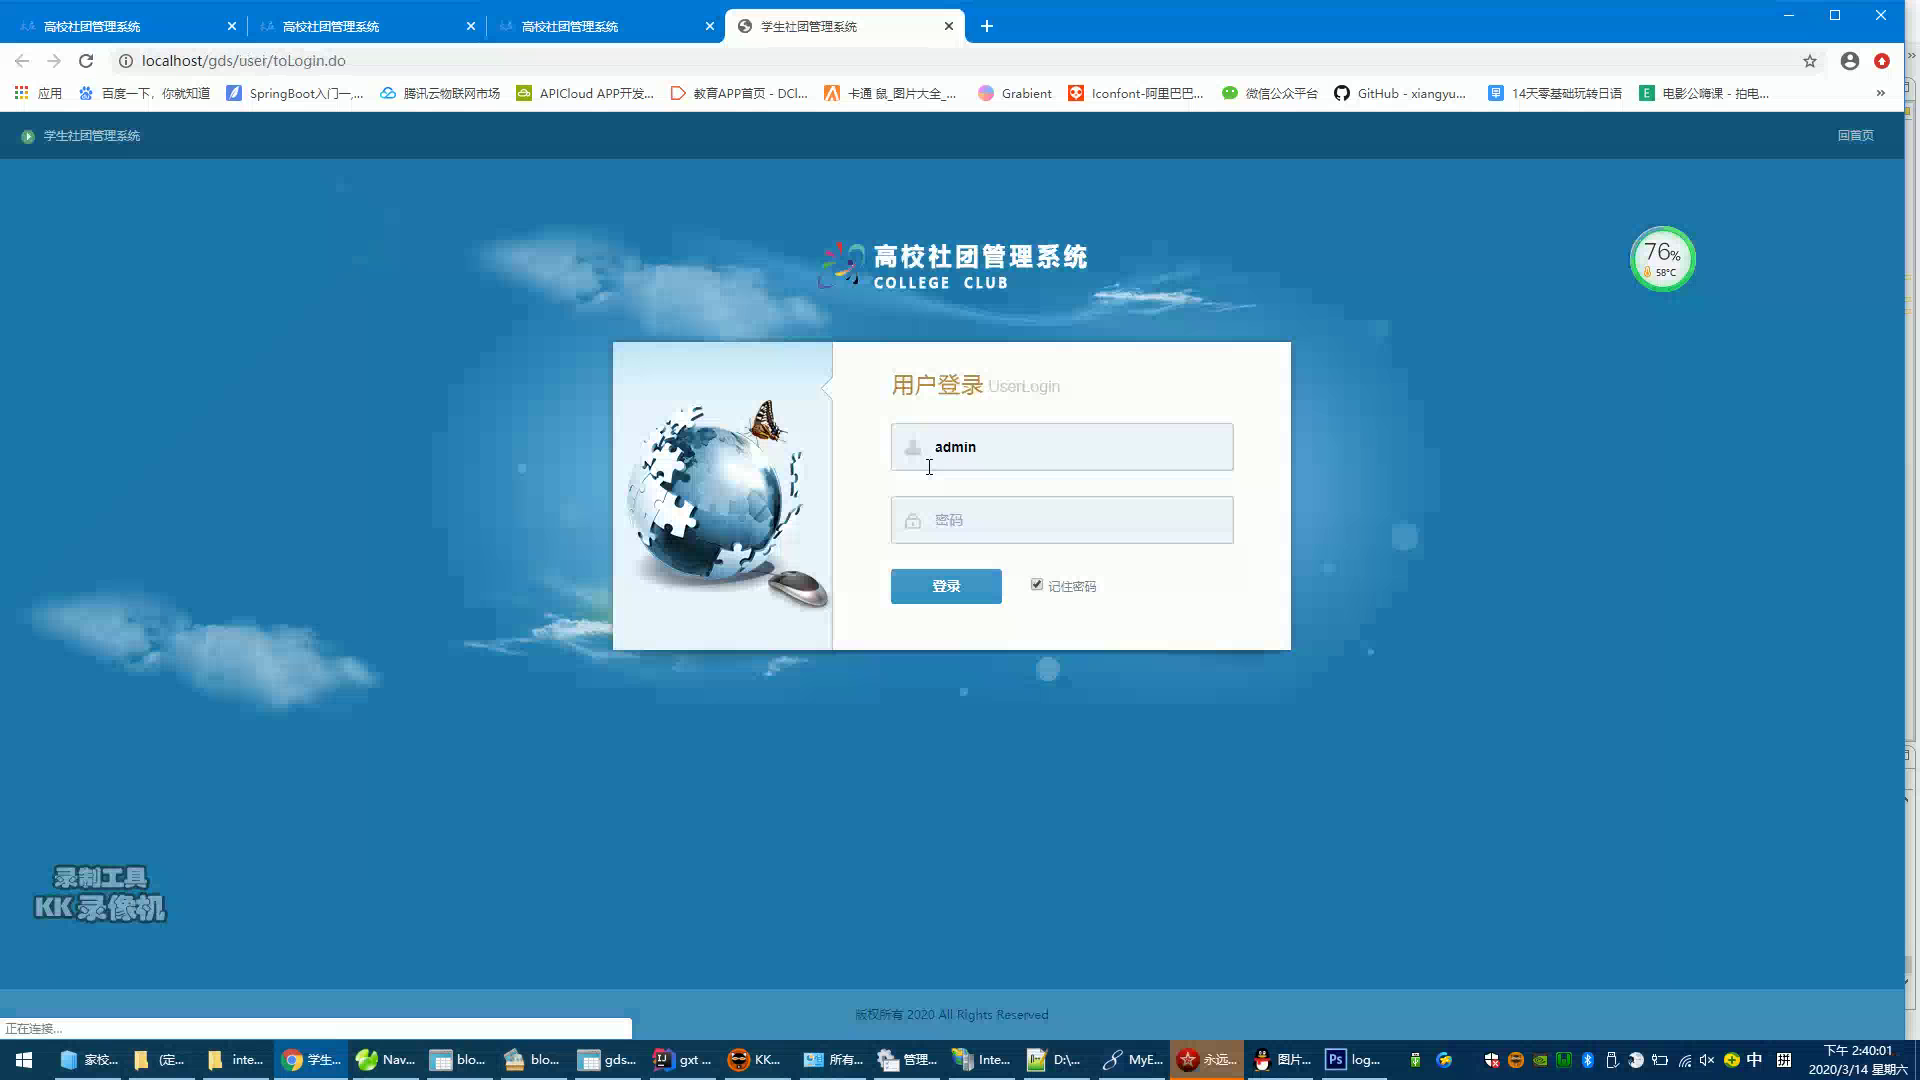 高校社团管理系统
高校社团管理系统
高校社团管理系统
学生社团管理系统
localhost/gds/user/toLogin.do
应用
百度一下，你就知道
SpringBoot入门一,...
腾讯云物联网市场
APICloud APP开发...
教育APP首页 - DCl...
卡通 鼠_图片大全_...
Grabient
Iconfont-阿里巴巴...
微信公众平台
GitHub - xiangyu...
14天零基础玩转日语
电影公嗨课 - 拍电...
»
学生社团管理系统
回首页
高校社团管理系统
COLLEGE CLUB
76%
58°C
用户登录 UserLogin
admin
密码
登录
记住密码
录制工具
KK 录像机
版权所有 2020 All Rights Reserved
正在连接...
家校...
(定...
inte...
学生...
Nav...
blo...
blo...
gds...
gxt ...
KK...
所有...
管理...
Inte...
D:\...
MyE...
永远...
图片...
log...
中
拼
下午 2:40:01
2020/3/14 星期六